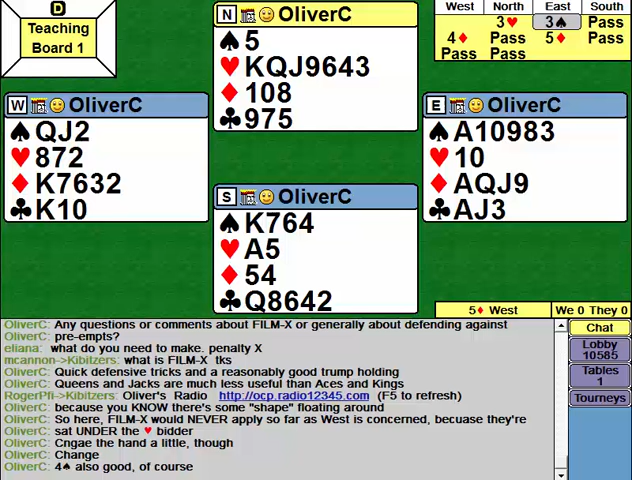 D
Teaching
Board 1
N OliverC
♠ 5
♥ KQJ9643
♦ 108
♣ 975
West North East South
3♥ 3♠ Pass
4♦ Pass 5♦ Pass
Pass Pass
W OliverC
♠ QJ2
♥ 872
♦ K7632
♣ K10
E OliverC
♠ A10983
♥ 10
♦ AQJ9
♣ AJ3
S OliverC
♠ K764
♥ A5
♦ 54
♣ Q8642
5♦ West We 0 They 0
OliverC: Any questions or comments about FILM-X or generally about defending against
OliverC: pre-empts?
eliana: what do you need to make. penalty X
mcannon->Kibitzers: what is FILM-X tks
OliverC: Quick defensive tricks and a reasonably good trump holding
OliverC: Queens and Jacks are much less useful than Aces and Kings
RogerPfi->Kibitzers: Oliver's Radio http://ocp.radio12345.com (F5 to refresh)
OliverC: because you KNOW there's some "shape" floating around
OliverC: So here, FILM-X would NEVER apply so far as West is concerned, becuase they're
OliverC: sat UNDER the ♥ bidder
OliverC: Cngae the hand a little, though
OliverC: Change
OliverC: 4♠ also good, of course
Chat
Lobby
10585
Tables
1
Tourneys